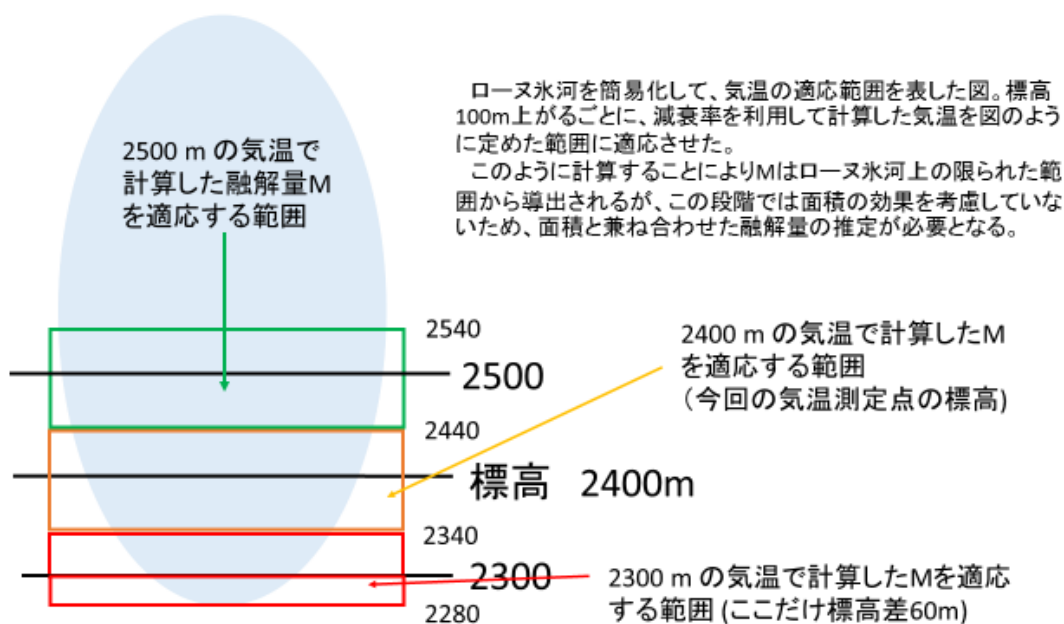 ローヌ氷河を簡易化して、気温の適応範囲を表した図。標高
100m上がるごとに、減衰率を利用して計算した気温を図のよう
に定めた範囲に適応させた。
このように計算することによりMはローヌ氷河上の限られた範
囲から導出されるが、この段階では面積の効果を考慮していな
いため、面積と兼ね合わせた融解量の推定が必要となる。
2500 m の気温で
計算した融解量M
を適応する範囲
2540
2500
2440
2400 m の気温で計算したM
を適応する範囲
（今回の気温測定点の標高)
標高 2400m
2340
2300
2280
2300 m の気温で計算したMを適応
する範囲 (ここだけ標高差60m)